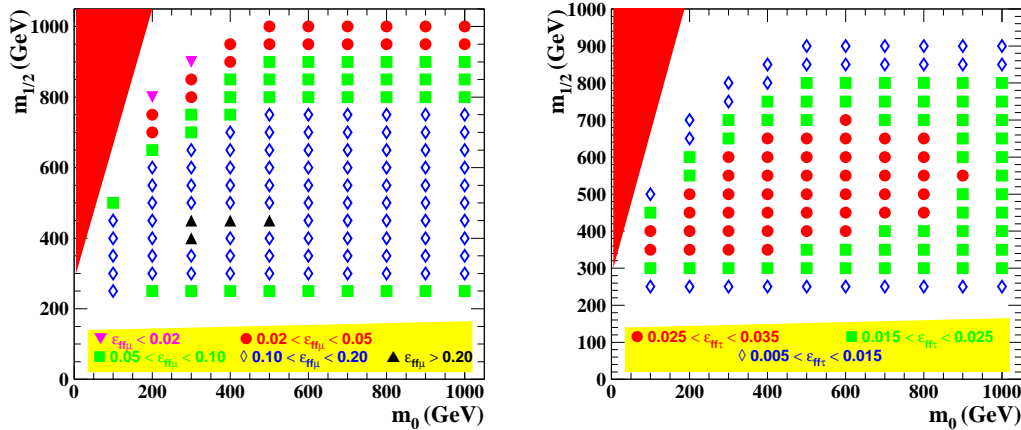 m1/2 (GeV)
1000
800
600
400
200
0
0 200 400 600 800 1000
m0 (GeV)
εffμ < 0.02
0.02 < εffμ < 0.05
0.05 < εffμ < 0.10
0.10 < εffμ < 0.20
εffμ > 0.20
m1/2 (GeV)
1000
900
800
700
600
500
400
300
200
100
0
0 200 400 600 800 1000
m0 (GeV)
0.025 < εffτ < 0.035
0.015 < εffτ < 0.025
0.005 < εffτ < 0.015